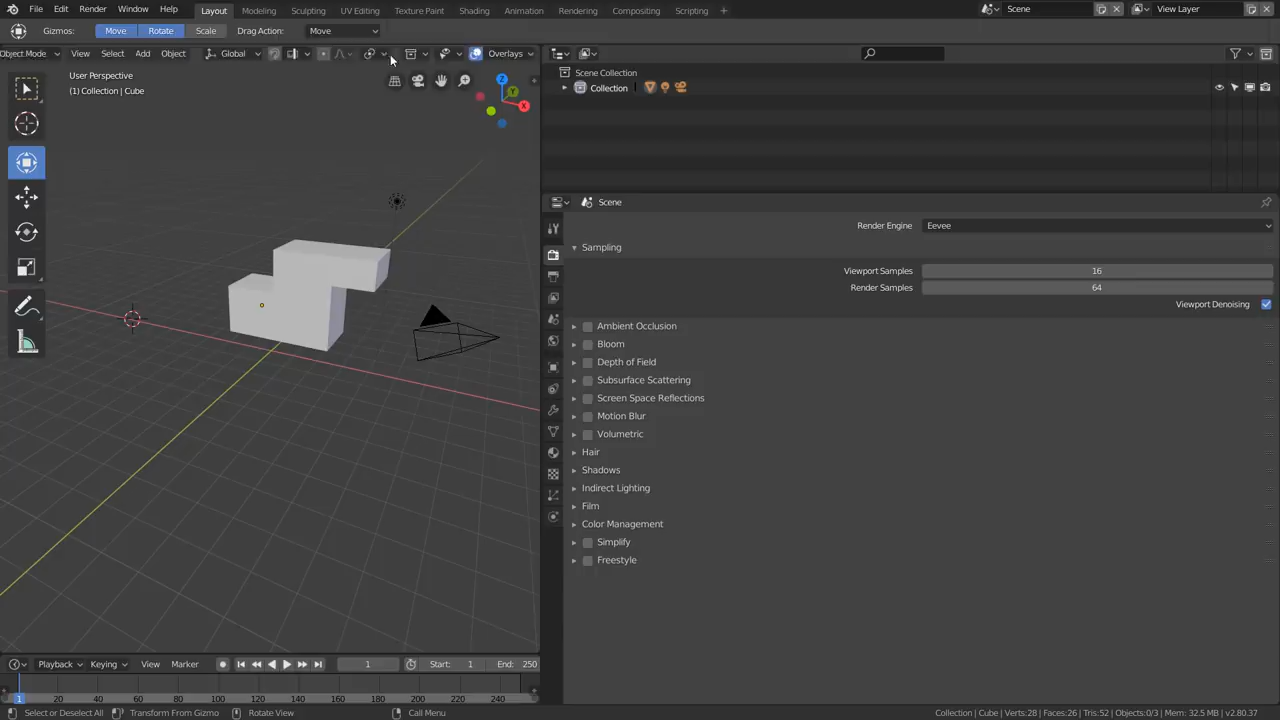 File Edit Render Window Help Layout Modeling Sculpting UV Editing Texture Paint Shading Animation Rendering Compositing Scripting + Scene View Layer
Gizmos: Move Rotate Scale Drag Action: Move
Object Mode View Select Add Object Global Overlays
User Perspective
(1) Collection | Cube
Z
Y
X
Scene Collection
Collection
Scene
Render Engine Eevee
Sampling
Viewport Samples 16
Render Samples 64
Viewport Denoising
Ambient Occlusion
Bloom
Depth of Field
Subsurface Scattering
Screen Space Reflections
Motion Blur
Volumetric
Hair
Shadows
Indirect Lighting
Film
Color Management
Simplify
Freestyle
Playback Keying View Marker 1 Start: 1 End: 250
1 20 40 60 80 100 120 140 160 180 200 220 240
Select or Deselect All Transform From Gizmo Rotate View Call Menu Collection | Cube | Verts:28 | Faces:26 | Tris:52 | Objects:0/3 | Mem: 32.5 MB | v2.80.37